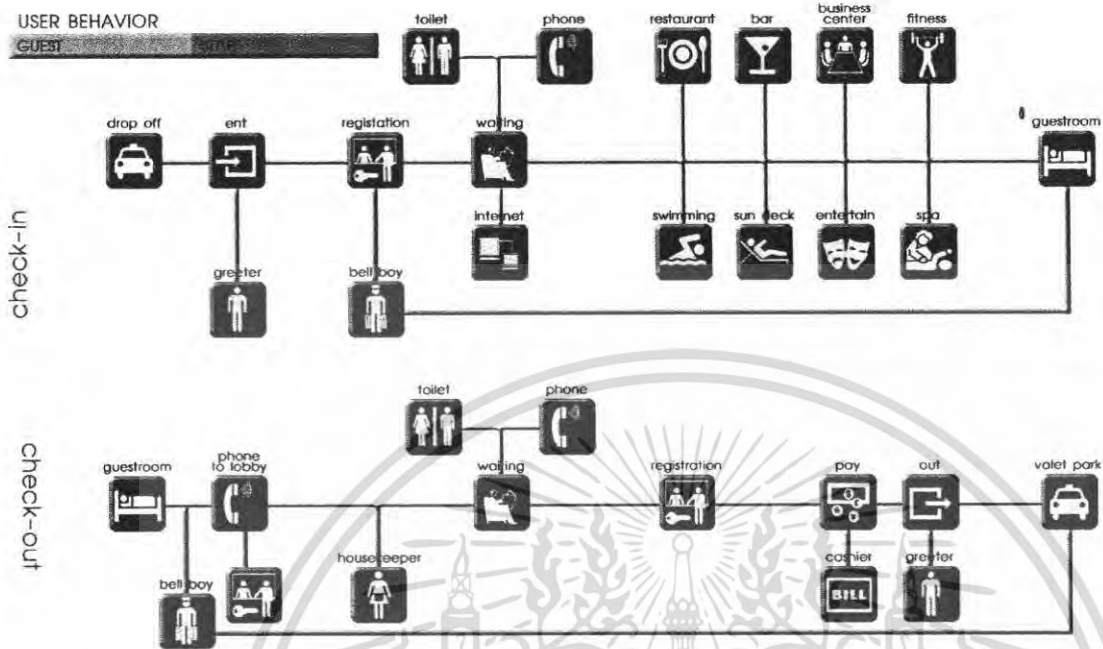 USER BEHAVIOR
GUEST
STAFF
toilet
phone
restaurant
bar
business
center
fitness
drop off
ent
registation
waiting
guestroom
internet
swimming
sun deck
entertain
spa
greeter
bell boy
check-in
toilet
phone
guestroom
phone
to lobby
waiting
registration
pay
out
valet park
housekeeper
cashier
greeter
bell boy
BILL
check-out